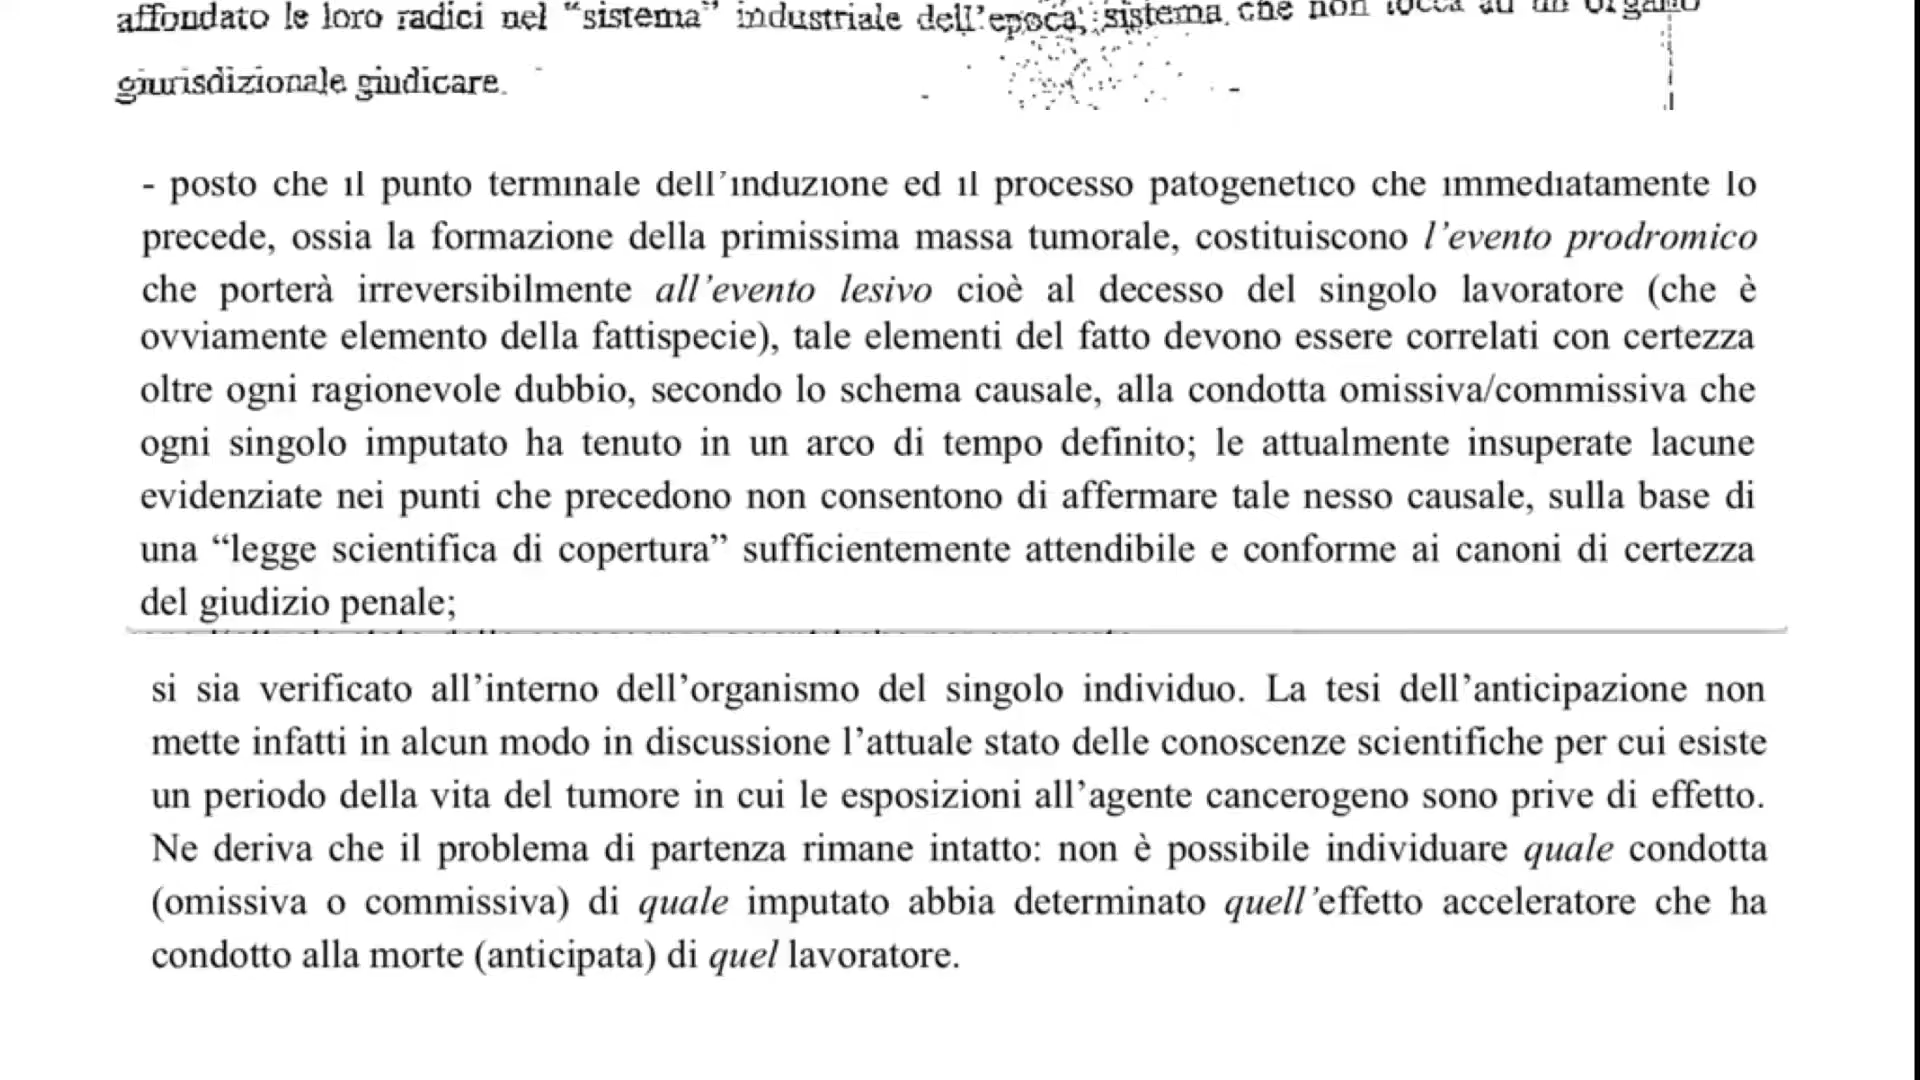 affondato le loro radici nel “sistema” industriale dell’epoca, sistema che non tocca ad un organo
giurisdizionale giudicare.
- posto che il punto terminale dell’induzione ed il processo patogenetico che immediatamente lo
precede, ossia la formazione della primissima massa tumorale, costituiscono l’evento prodromico
che porterà irreversibilmente all’evento lesivo cioè al decesso del singolo lavoratore (che è
ovviamente elemento della fattispecie), tale elementi del fatto devono essere correlati con certezza
oltre ogni ragionevole dubbio, secondo lo schema causale, alla condotta omissiva/commissiva che
ogni singolo imputato ha tenuto in un arco di tempo definito; le attualmente insuperate lacune
evidenziate nei punti che precedono non consentono di affermare tale nesso causale, sulla base di
una “legge scientifica di copertura” sufficientemente attendibile e conforme ai canoni di certezza
del giudizio penale;
si sia verificato all’interno dell’organismo del singolo individuo. La tesi dell’anticipazione non
mette infatti in alcun modo in discussione l’attuale stato delle conoscenze scientifiche per cui esiste
un periodo della vita del tumore in cui le esposizioni all’agente cancerogeno sono prive di effetto.
Ne deriva che il problema di partenza rimane intatto: non è possibile individuare quale condotta
(omissiva o commissiva) di quale imputato abbia determinato quell’effetto acceleratore che ha
condotto alla morte (anticipata) di quel lavoratore.